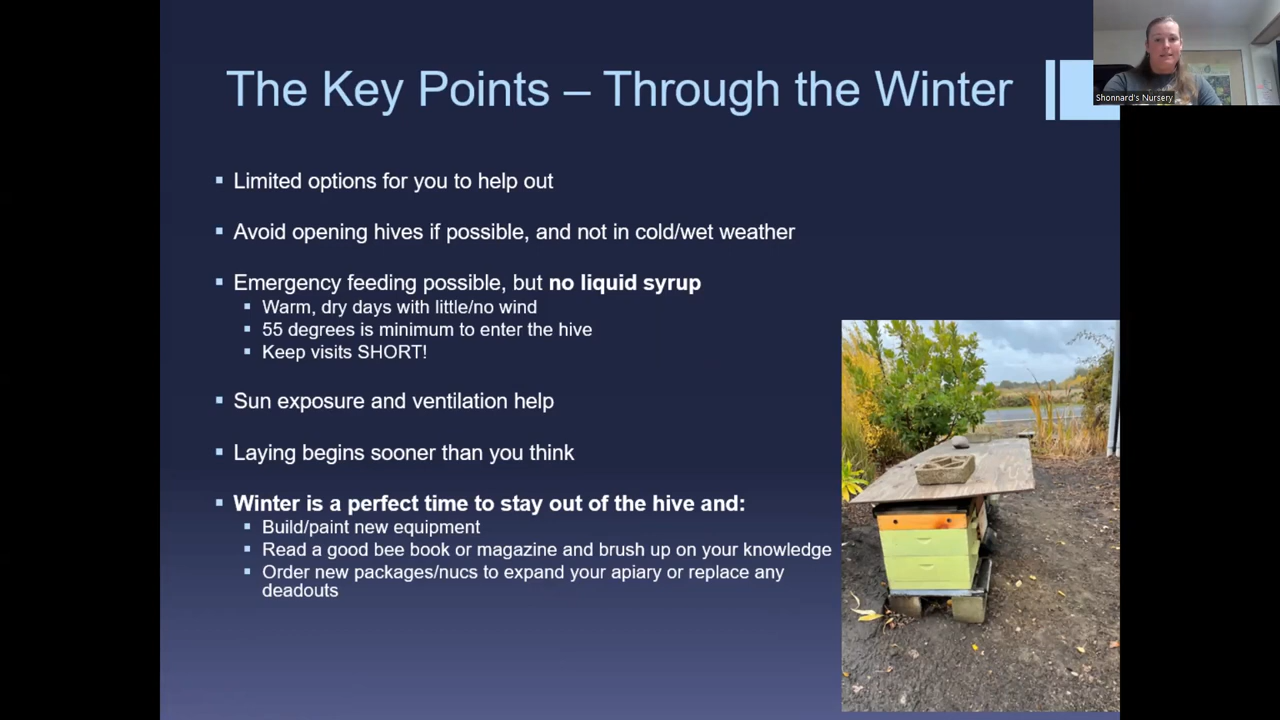 The Key Points – Through the Winter
Shonnard's Nursery
Limited options for you to help out
Avoid opening hives if possible, and not in cold/wet weather
Emergency feeding possible, but no liquid syrup
Warm, dry days with little/no wind
55 degrees is minimum to enter the hive
Keep visits SHORT!
Sun exposure and ventilation help
Laying begins sooner than you think
Winter is a perfect time to stay out of the hive and:
Build/paint new equipment
Read a good bee book or magazine and brush up on your knowledge
Order new packages/nucs to expand your apiary or replace any
deadouts